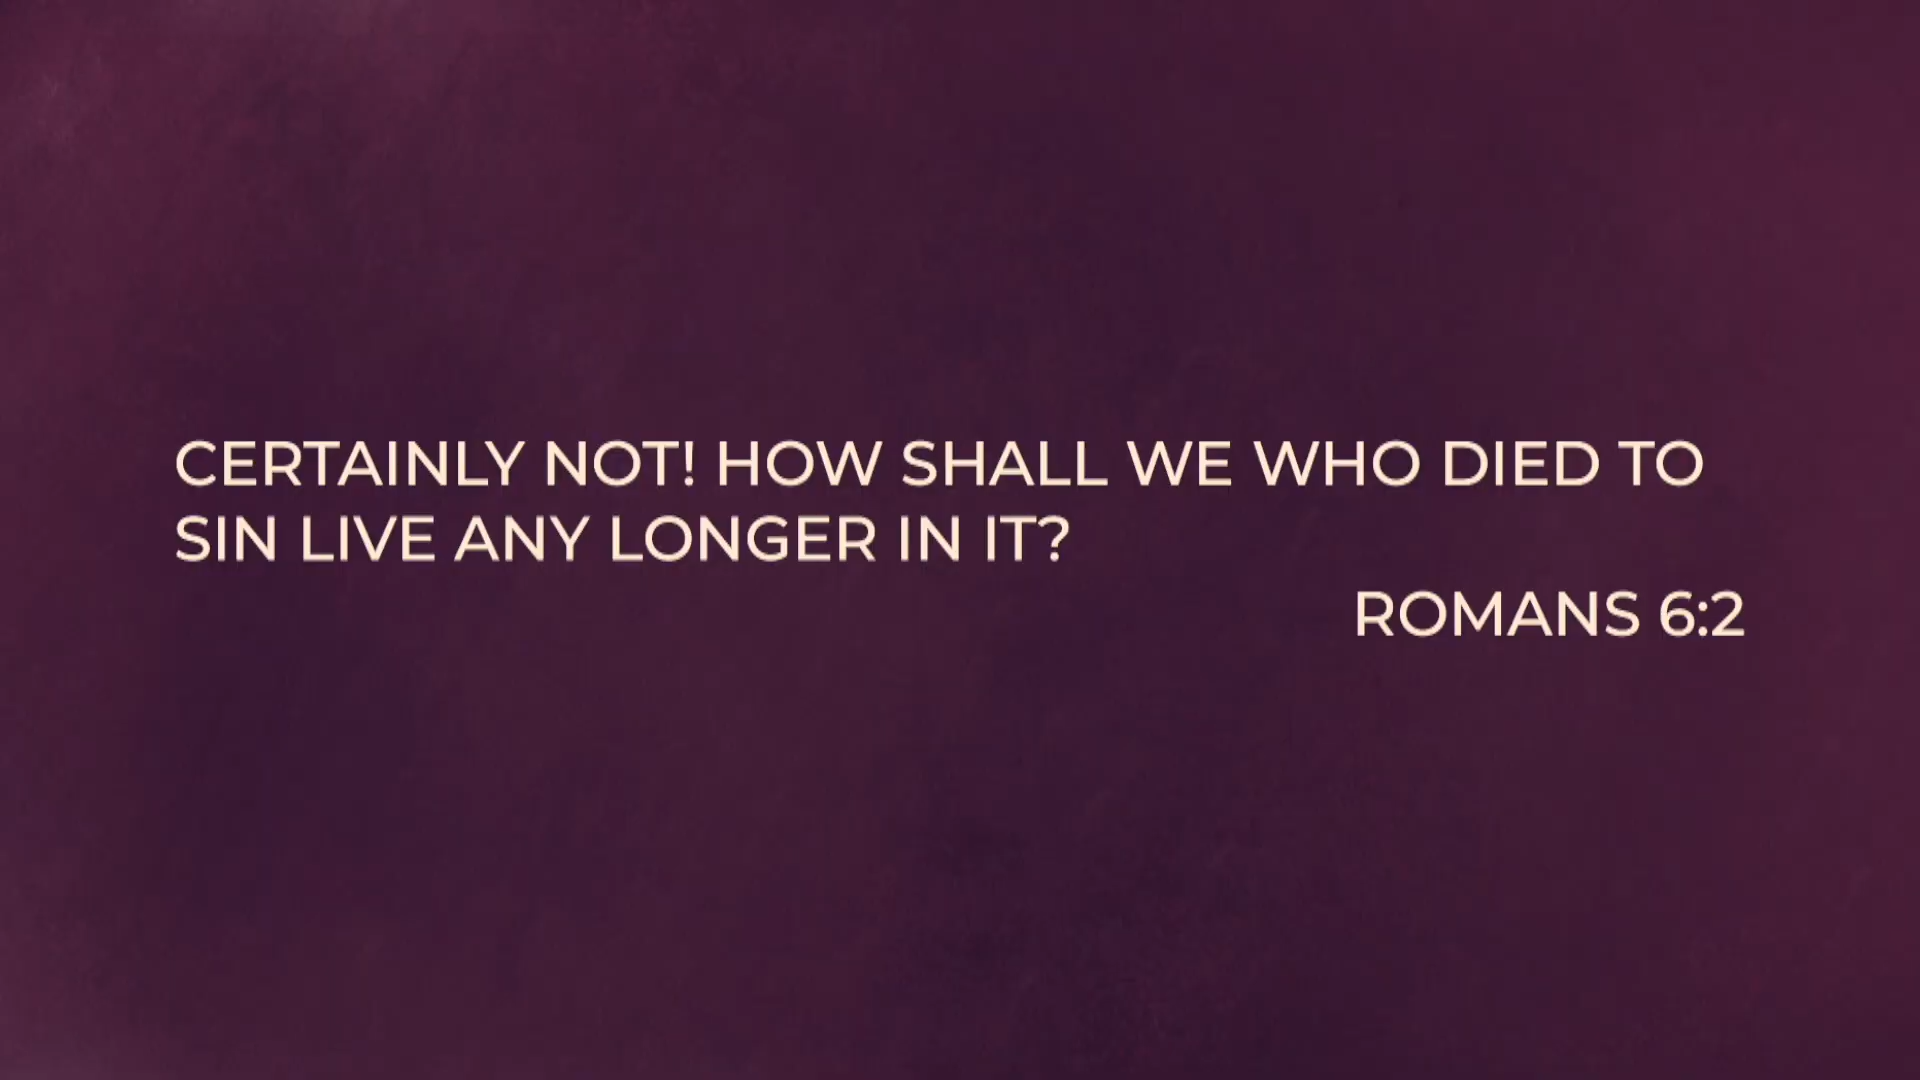 CERTAINLY NOT! HOW SHALL WE WHO DIED TO
SIN LIVE ANY LONGER IN IT?
ROMANS 6:2